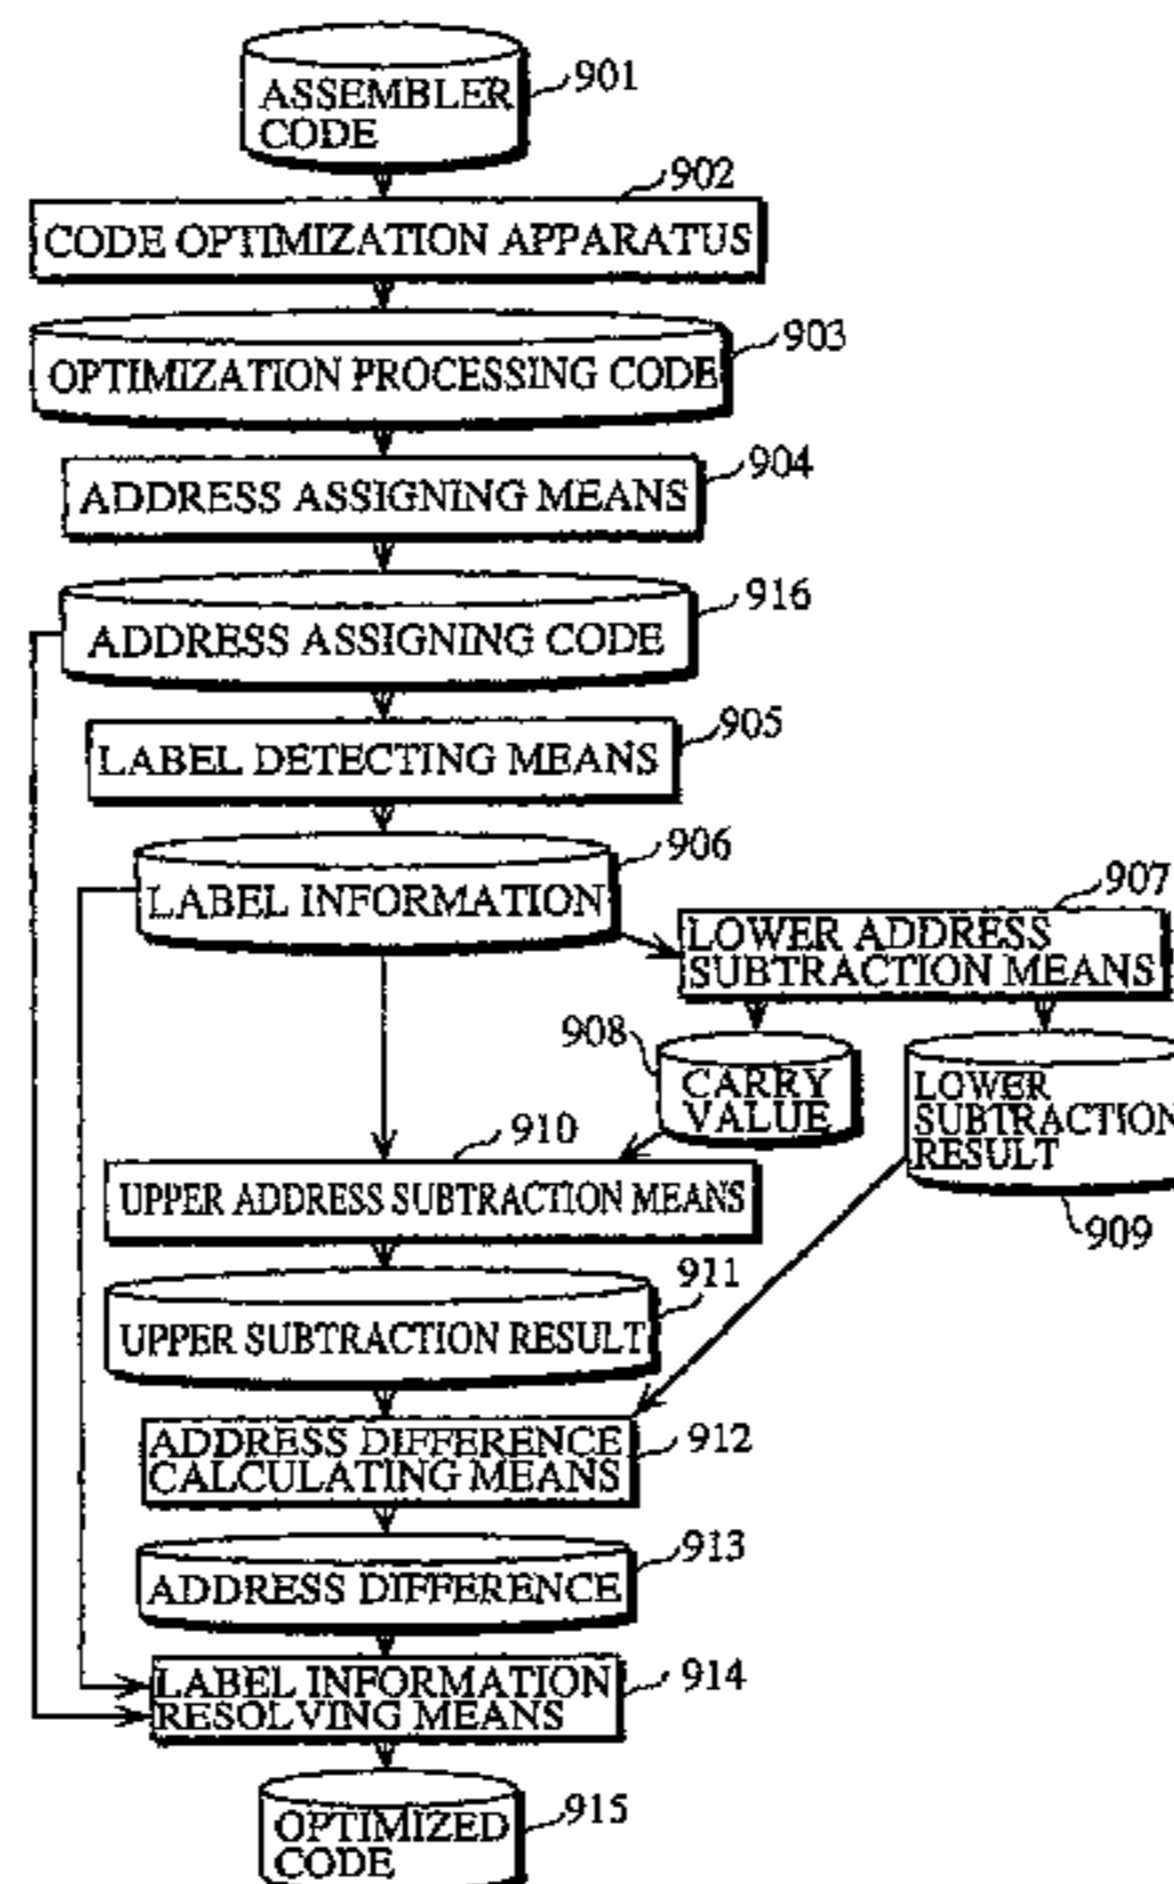 ASSEMBLER
CODE
901
902
CODE OPTIMIZATION APPARATUS
903
OPTIMIZATION PROCESSING CODE
904
ADDRESS ASSIGNING MEANS
916
ADDRESS ASSIGNING CODE
905
LABEL DETECTING MEANS
906
LABEL INFORMATION
907
LOWER ADDRESS
SUBTRACTION MEANS
908
CARRY
VALUE
LOWER
SUBTRACTION
RESULT
909
910
UPPER ADDRESS SUBTRACTION MEANS
911
UPPER SUBTRACTION RESULT
ADDRESS DIFFERENCE
CALCULATING MEANS
912
913
ADDRESS DIFFERENCE
LABEL INFORMATION
RESOLVING MEANS
914
OPTIMIZED
CODE
915